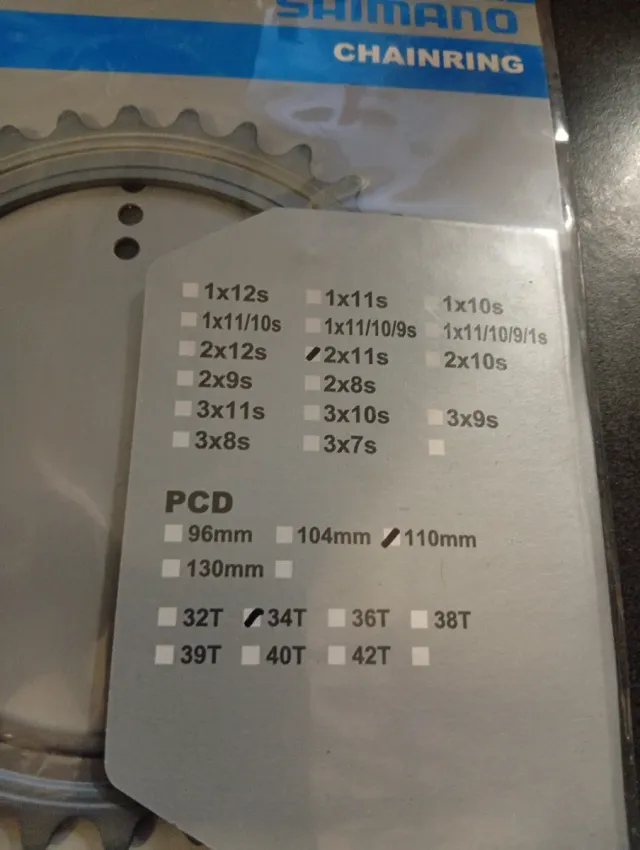 SHIMANO
CHAINRING
1x12s 1x11s 1x10s
1x11/10s 1x11/10/9s 1x11/10/9/1s
2x12s 2x11s 2x10s
2x9s 2x8s
3x11s 3x10s 3x9s
3x8s 3x7s
PCD
96mm 104mm 110mm
130mm
32T 34T 36T 38T
39T 40T 42T